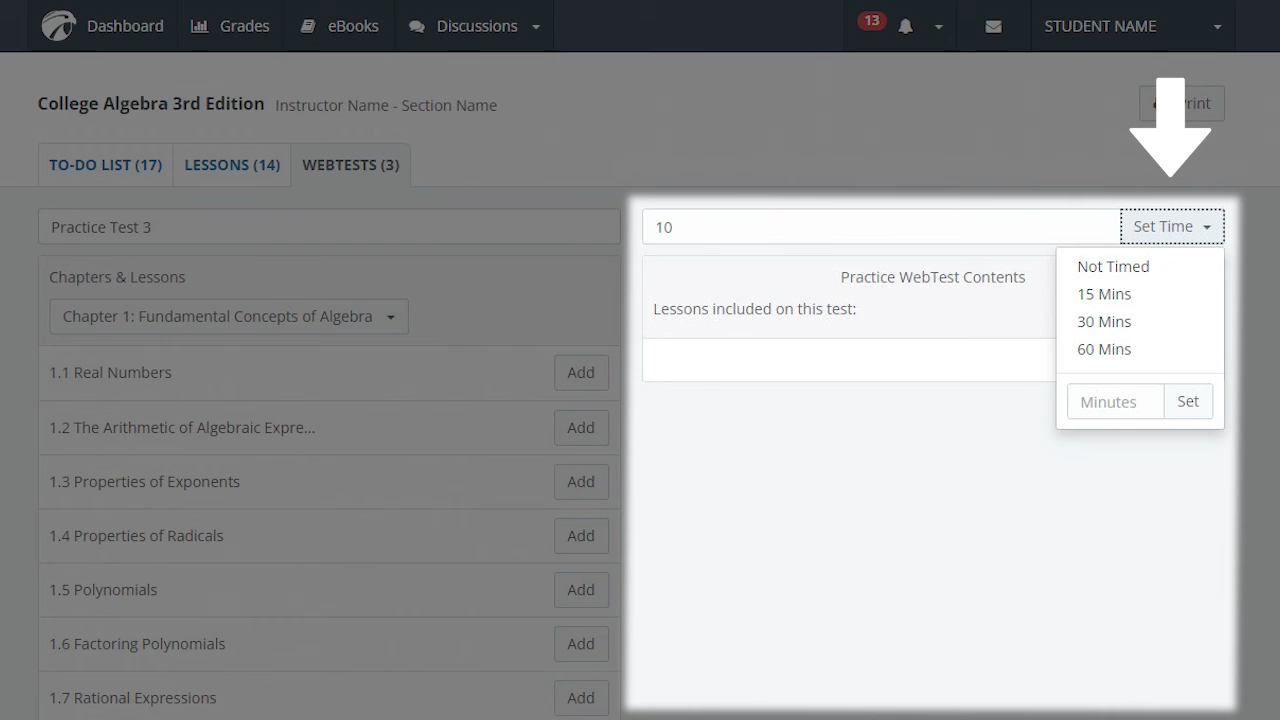 Dashboard Grades eBooks Discussions 13 STUDENT NAME
College Algebra 3rd Edition Instructor Name - Section Name
TO-DO LIST (17) LESSONS (14) WEBTESTS (3)
Practice Test 3
Chapters & Lessons
Chapter 1: Fundamental Concepts of Algebra
1.1 Real Numbers Add
1.2 The Arithmetic of Algebraic Expre... Add
1.3 Properties of Exponents Add
1.4 Properties of Radicals Add
1.5 Polynomials Add
1.6 Factoring Polynomials Add
1.7 Rational Expressions Add
10 Set Time
Practice WebTest Contents
Lessons included on this test:
Not Timed
15 Mins
30 Mins
60 Mins
Minutes Set